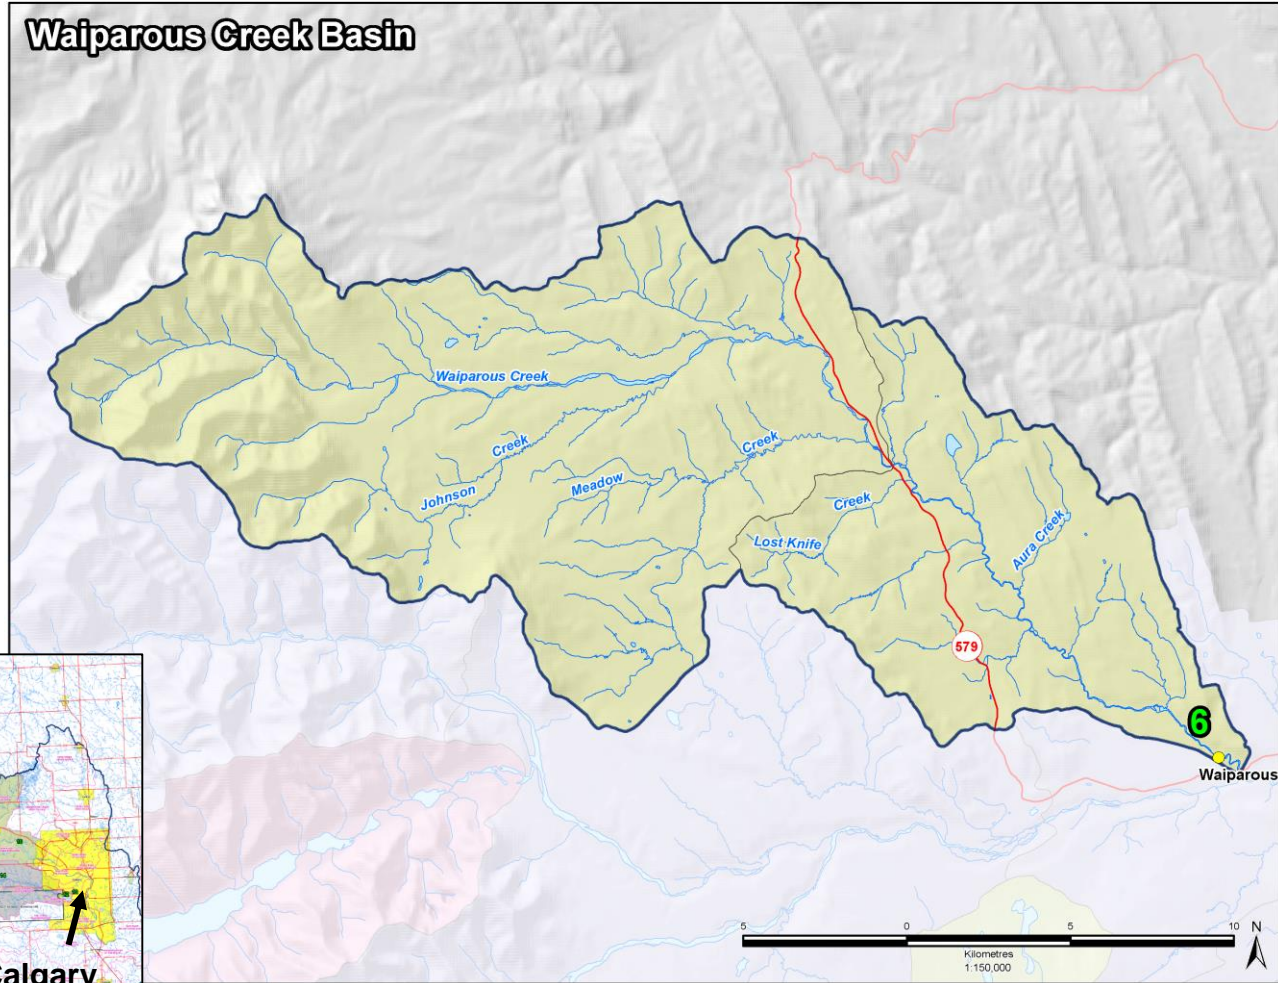 Waiparous Creek Basin
Waiparous Creek
Creek
Johnson
Meadow
Creek
Creek
Lost Knife
Aura Creek
579
6
Waiparous
5
0
5
10
Kilometres
1:150,000
N
Calgary